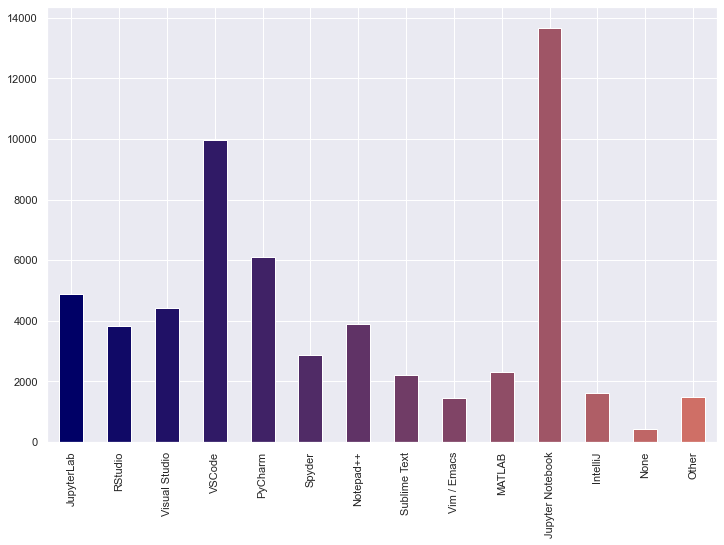 14000
12000
10000
8000
6000
4000
2000
0
JupyterLab
RStudio
Visual Studio
VSCode
PyCharm
Spyder
Notepad++
Sublime Text
Vim / Emacs
MATLAB
Jupyter Notebook
IntelliJ
None
Other